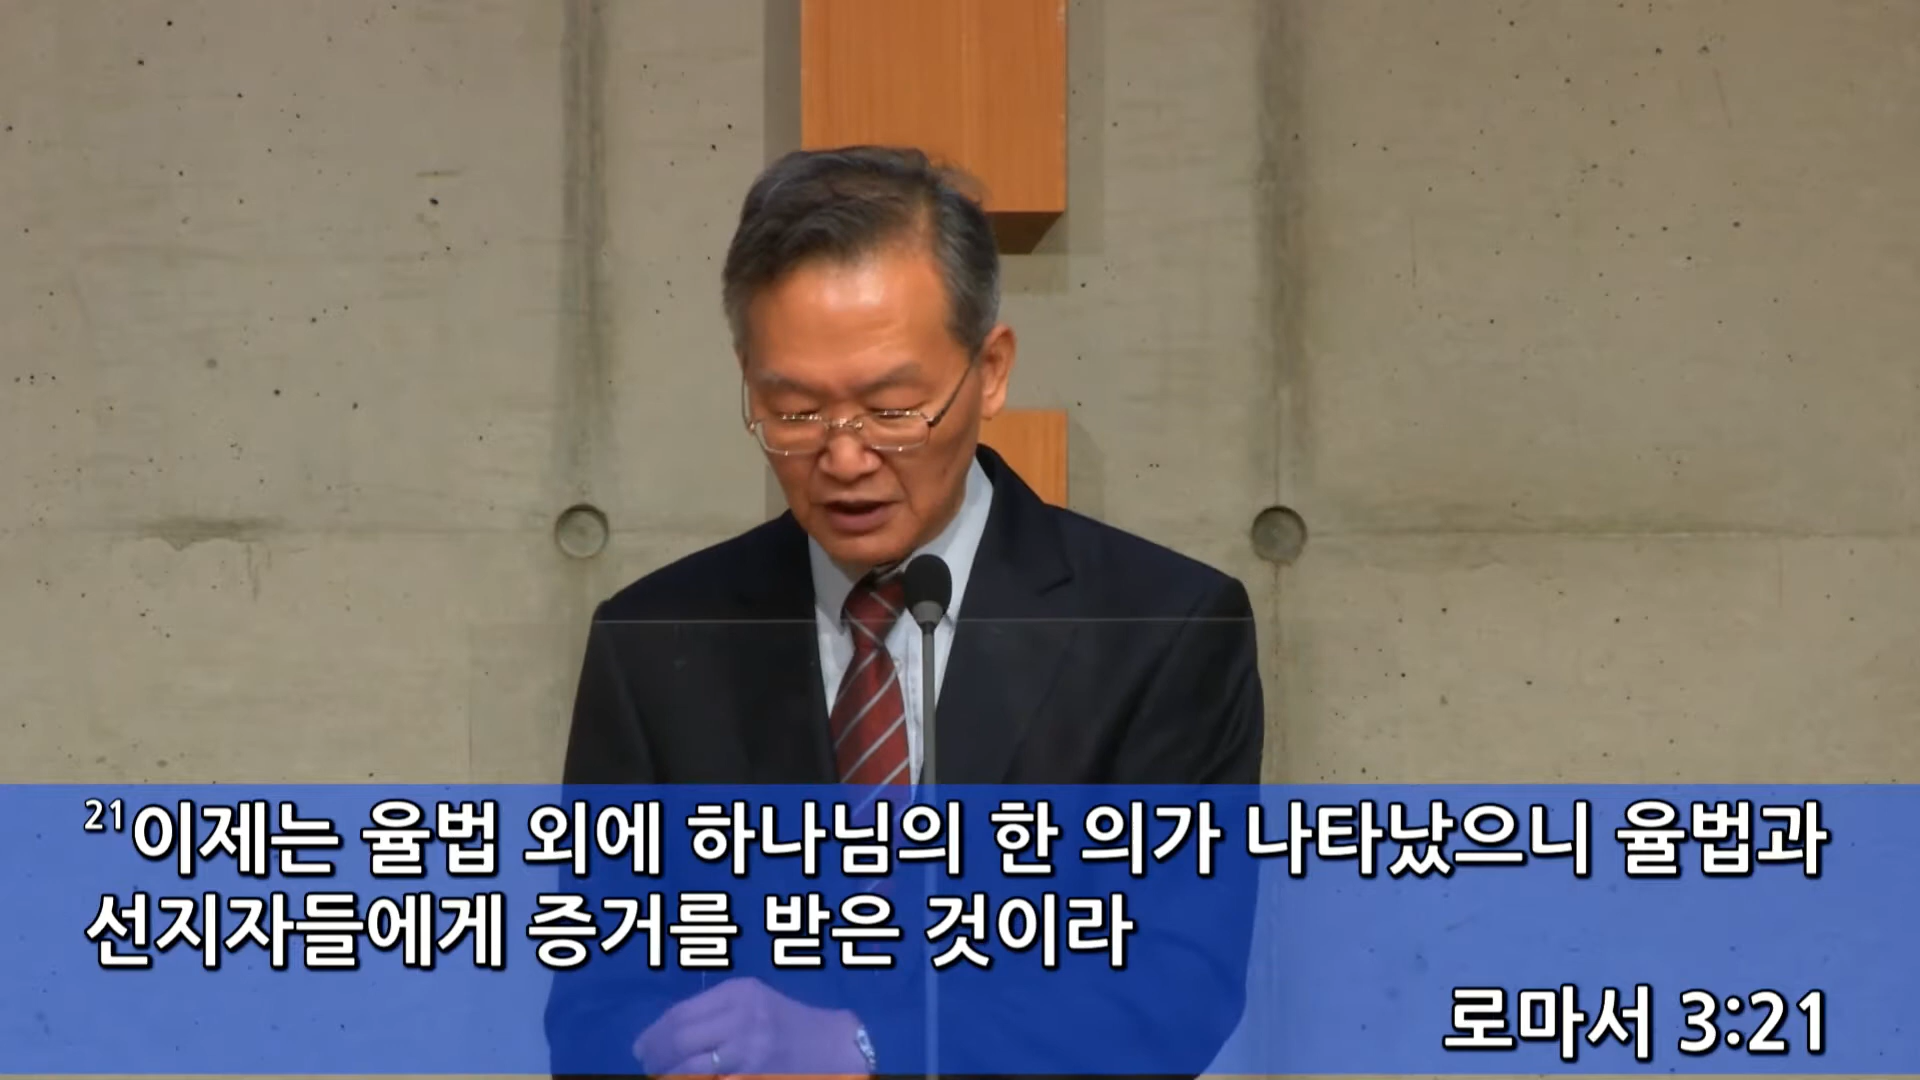 21이제는 율법 외에 하나님의 한 의가 나타났으니 율법과
선지자들에게 증거를 받은 것이라
로마서 3:21